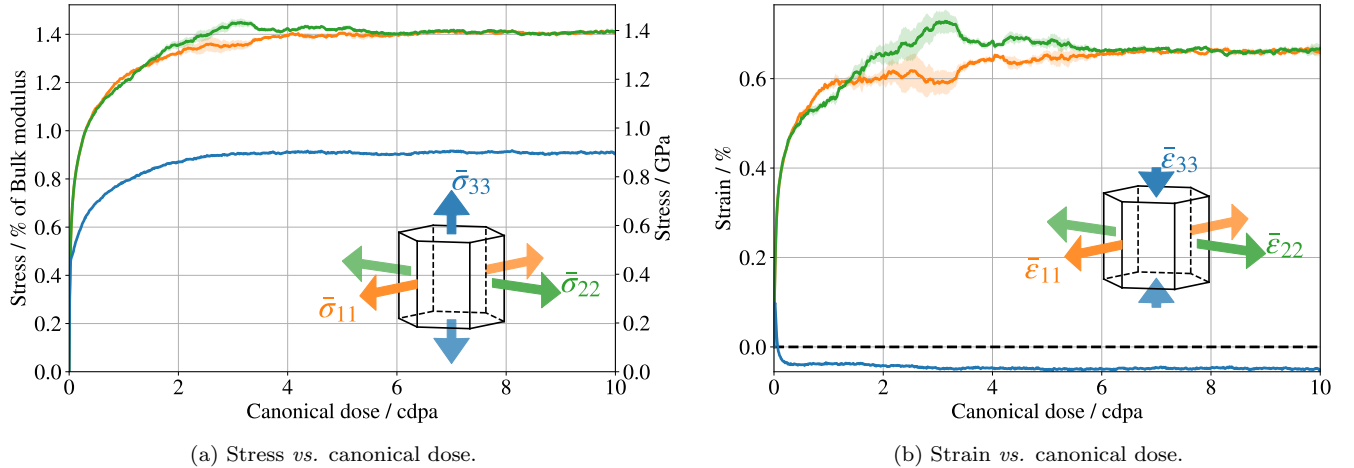 Stress / % of Bulk modulus
1.4
1.2
1.0
0.8
0.6
0.4
0.2
0.0
0 2 4 6 8 10
Canonical dose / cdpa
1.4
1.2
1.0
0.8
0.6
0.4
0.2
0.0
Stress / GPa
σ̄33
σ̄11
σ̄22
(a) Stress vs. canonical dose.
Strain / %
0.6
0.4
0.2
0.0
0 2 4 6 8 10
Canonical dose / cdpa
ε̄33
ε̄11
ε̄22
(b) Strain vs. canonical dose.